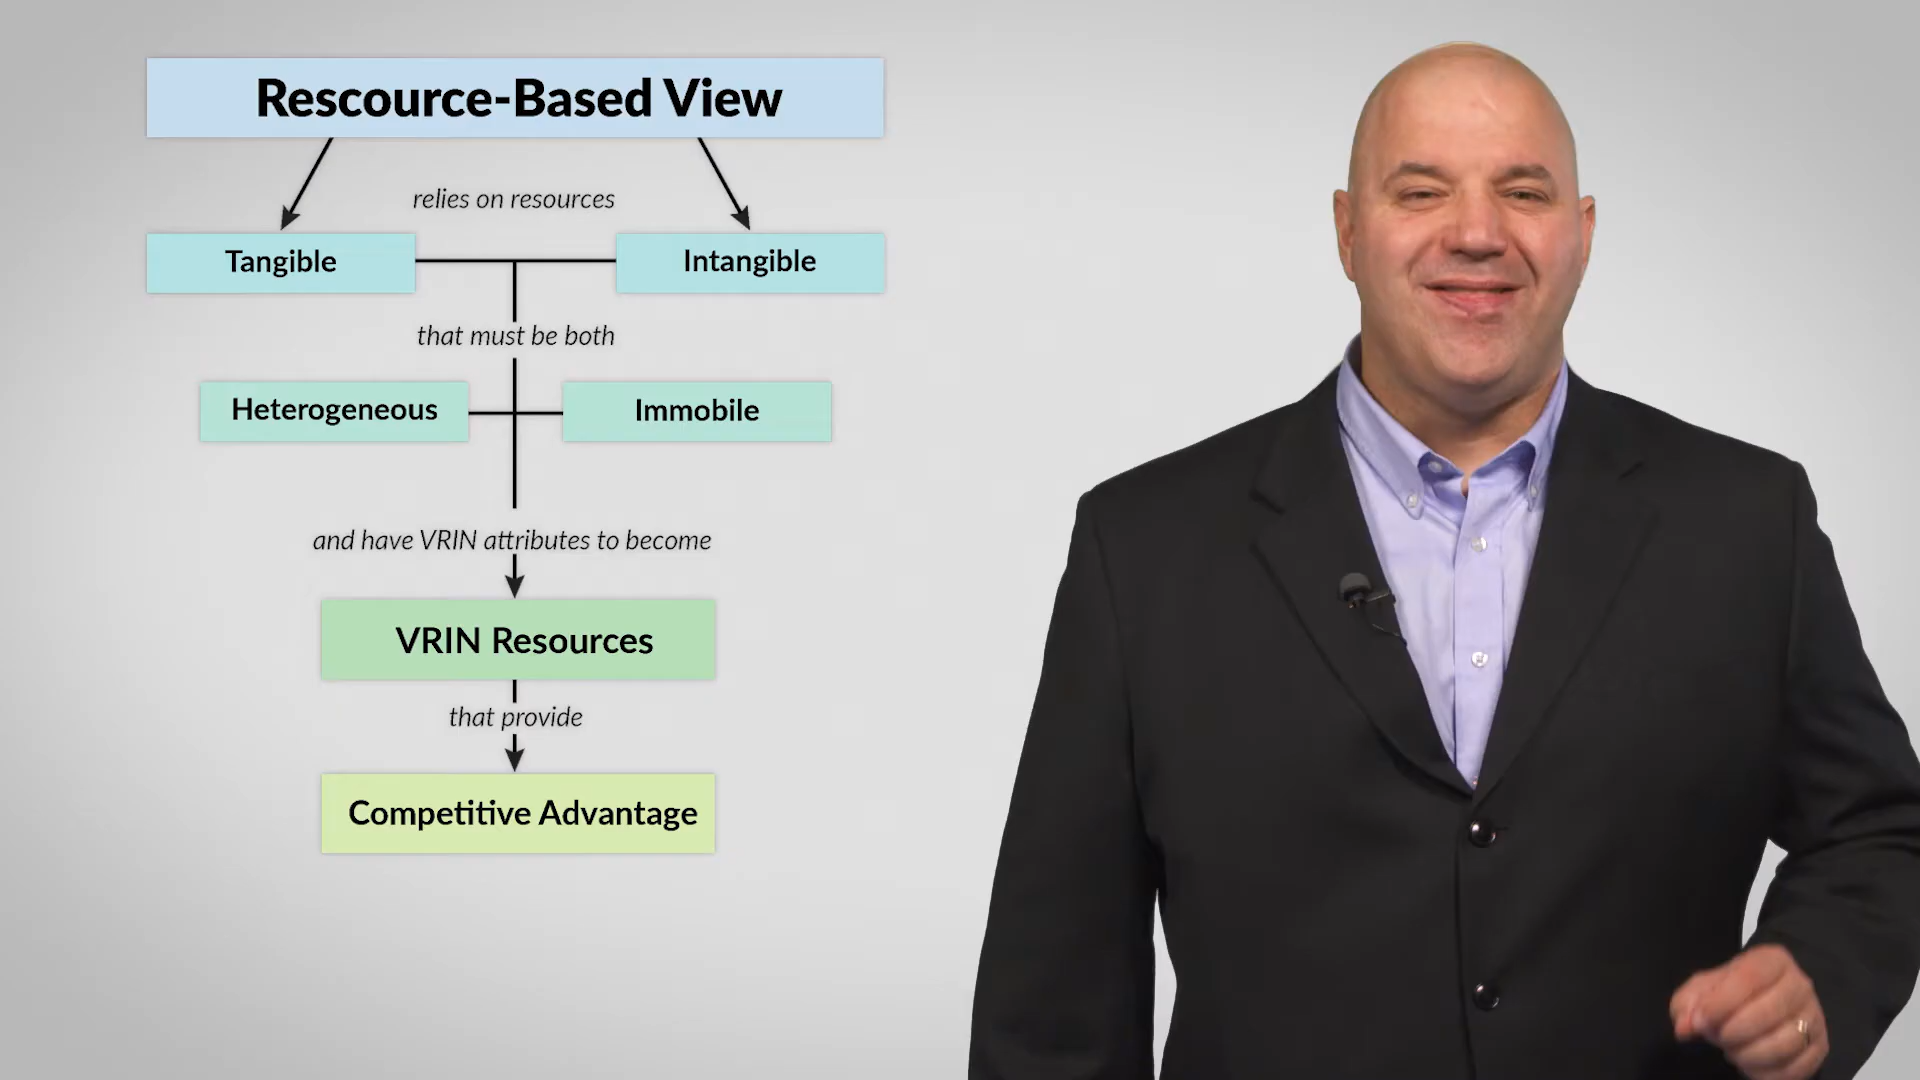 Rescource-Based View
relies on resources
Tangible
Intangible
that must be both
Heterogeneous
Immobile
and have VRIN attributes to become
VRIN Resources
that provide
Competitive Advantage